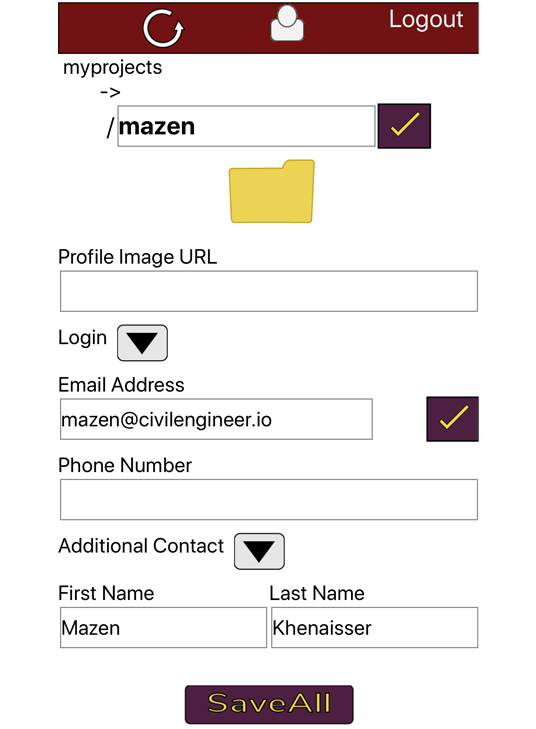 Logout
myprojects
->
/mazen
Profile Image URL
Login
Email Address
mazen@civilengineer.io
Phone Number
Additional Contact
First Name Last Name
Mazen Khenaisser
SaveAll